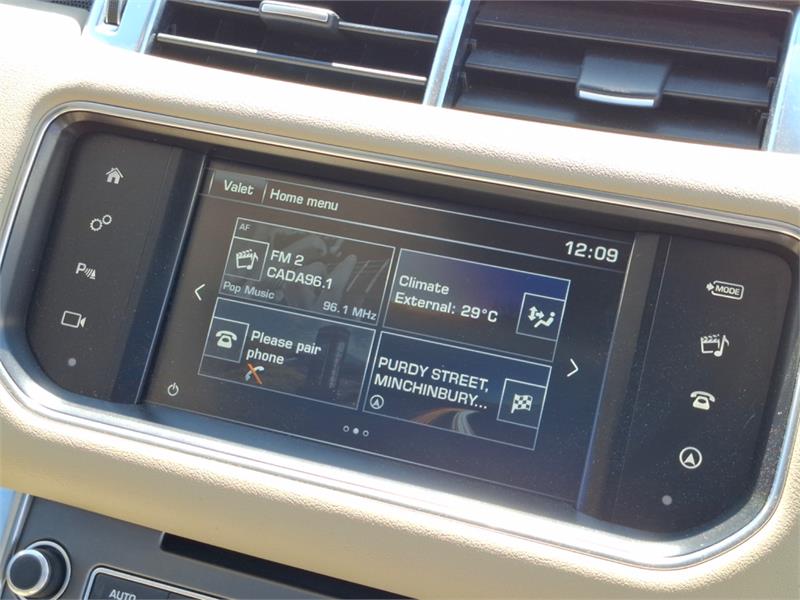 Valet
Home menu
12:09
AF
FM 2
CADA96.1
Pop Music
96.1 MHz
Climate
External: 29°C
Please pair
phone
PURDY STREET,
MINCHINBURY...
P
MODE
AUTO